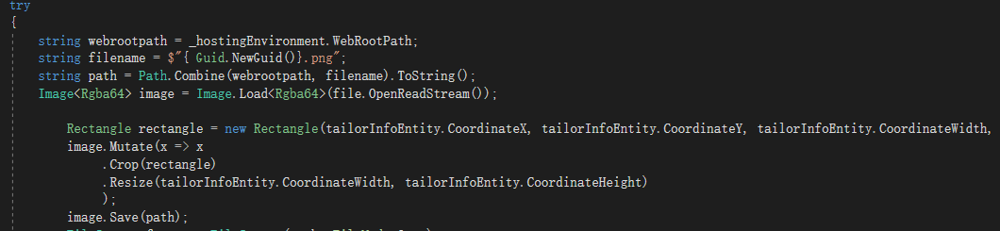 try
{
string webrootpath = _hostingEnvironment.WebRootPath;
string filename = $"{ Guid.NewGuid()}.png";
string path = Path.Combine(webrootpath, filename).ToString();
Image<Rgba64> image = Image.Load<Rgba64>(file.OpenReadStream());
Rectangle rectangle = new Rectangle(tailorInfoEntity.CoordinateX, tailorInfoEntity.CoordinateY, tailorInfoEntity.CoordinateWidth,
image.Mutate(x => x
.Crop(rectangle)
.Resize(tailorInfoEntity.CoordinateWidth, tailorInfoEntity.CoordinateHeight)
);
image.Save(path);